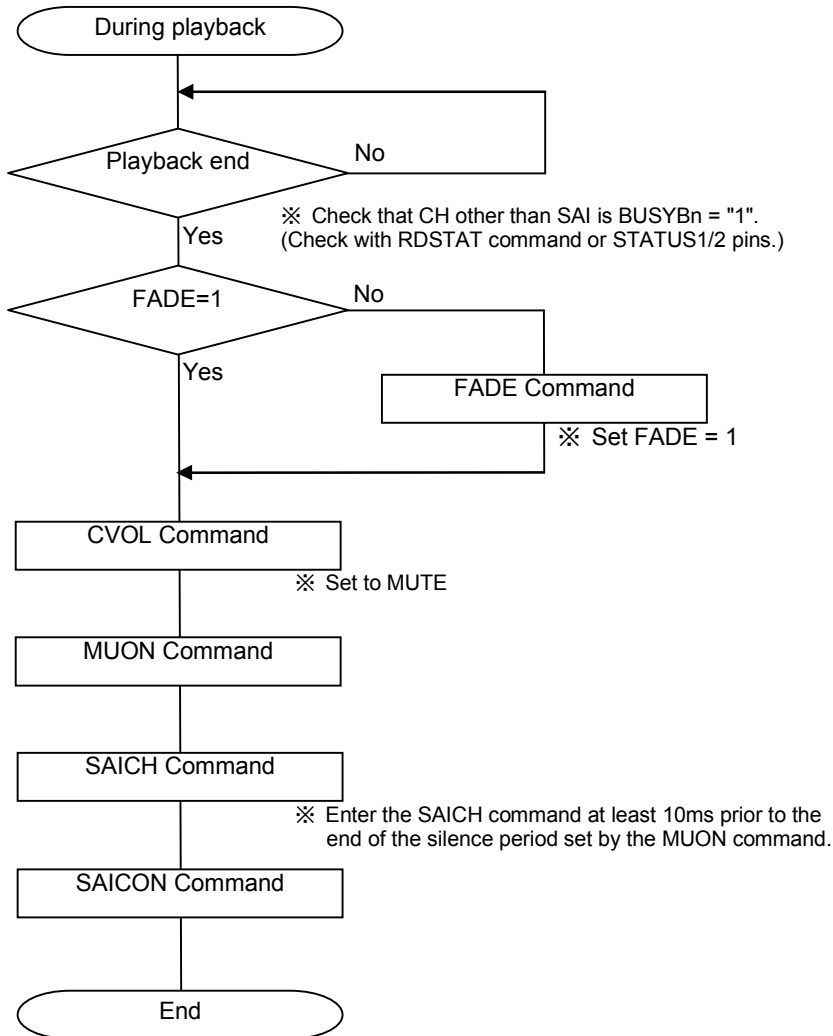 During playback
Playback end
No
※ Check that CH other than SAI is BUSYBn = "1".
(Check with RDSTAT command or STATUS1/2 pins.)
Yes
FADE=1
No
Yes
FADE Command
※ Set FADE = 1
CVOL Command
※ Set to MUTE
MUON Command
SAICH Command
※ Enter the SAICH command at least 10ms prior to the
end of the silence period set by the MUON command.
SAICON Command
End